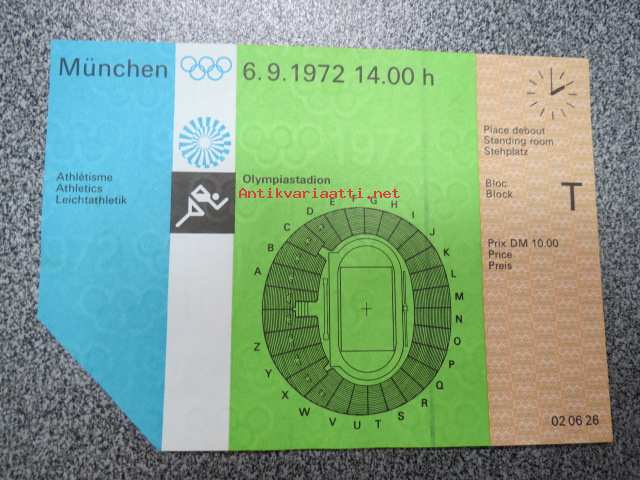 München
6.9.1972 14.00 h
Athlétisme
Athletics
Leichtathletik
Olympiastadion
Antikvariaatti.net
A
B
C
D
E
F
G
H
I
J
K
L
M
N
O
P
Q
R
S
T
U
V
W
X
Y
Z
Place debout
Standing room
Stehplatz
Bloc
Block
T
Prix DM 10.00
Price
Preis
02 06 26